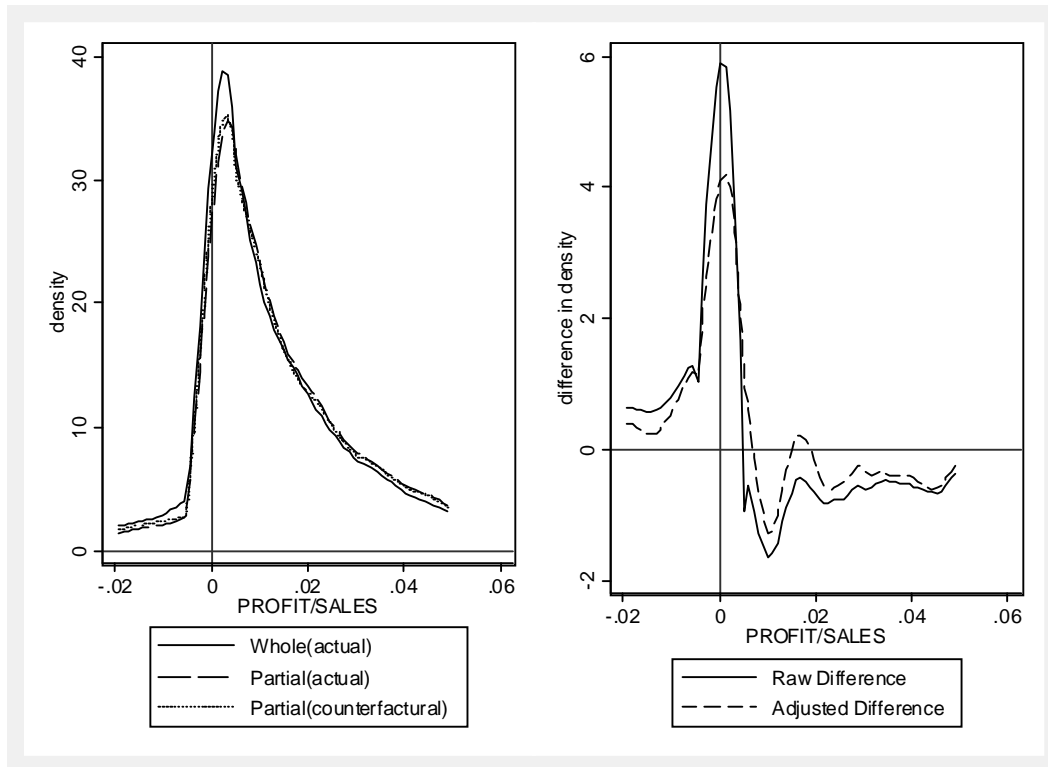 density
40
30
20
10
0
-.02
0
.02
.04
.06
PROFIT/SALES
Whole(actual)
Partial(actual)
Partial(counterfactural)
difference in density
6
4
2
0
-2
-.02
0
.02
.04
.06
PROFIT/SALES
Raw Difference
Adjusted Difference